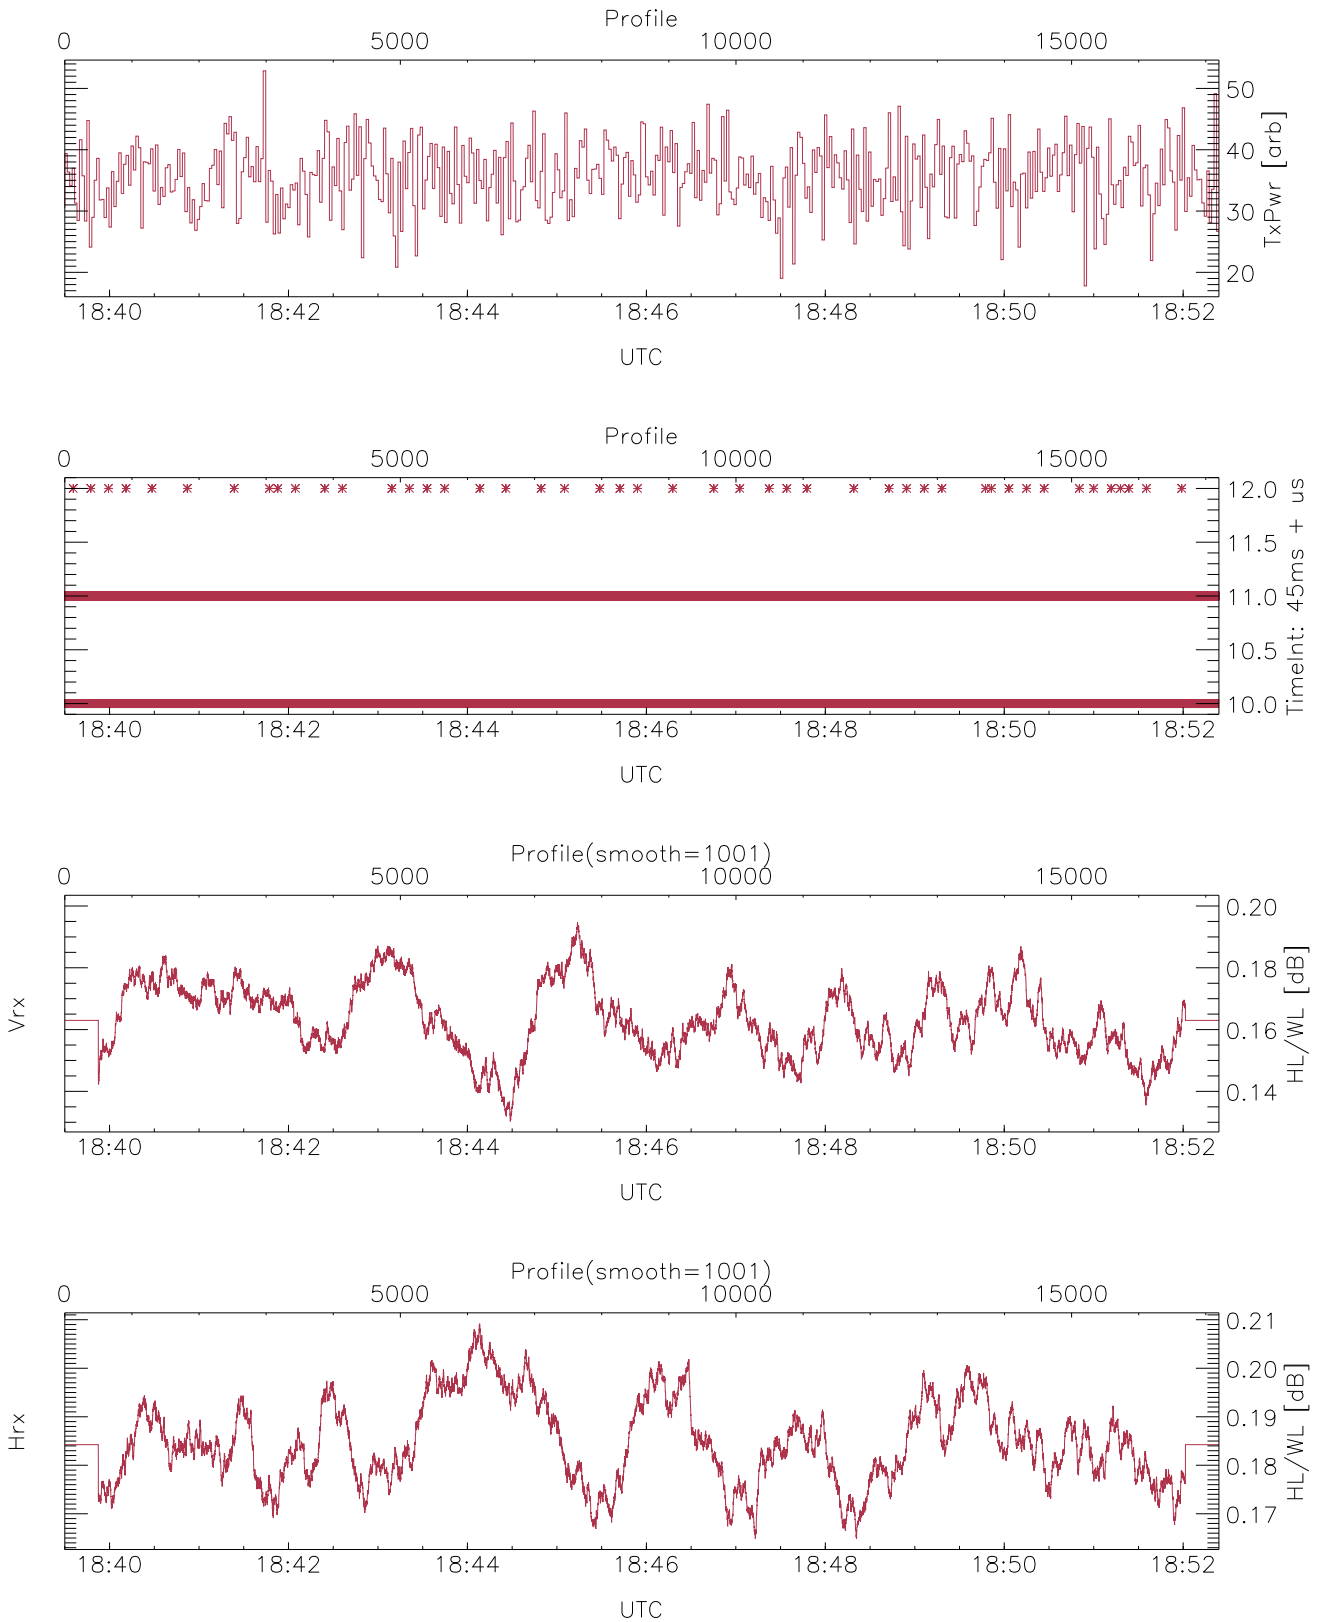 Profile
0 5000 10000 15000
50
40
30
20
TxPwr [arb]
18:40 18:42 18:44 18:46 18:48 18:50 18:52
UTC
Profile
0 5000 10000 15000
12.0
11.5
11.0
10.5
10.0
TimeInt: 45ms + us
18:40 18:42 18:44 18:46 18:48 18:50 18:52
UTC
Profile(smooth=1001)
0 5000 10000 15000
Vrx
0.20
0.18
0.16
0.14
HL/WL [dB]
18:40 18:42 18:44 18:46 18:48 18:50 18:52
UTC
Profile(smooth=1001)
0 5000 10000 15000
Hrx
0.21
0.20
0.19
0.18
0.17
HL/WL [dB]
18:40 18:42 18:44 18:46 18:48 18:50 18:52
UTC